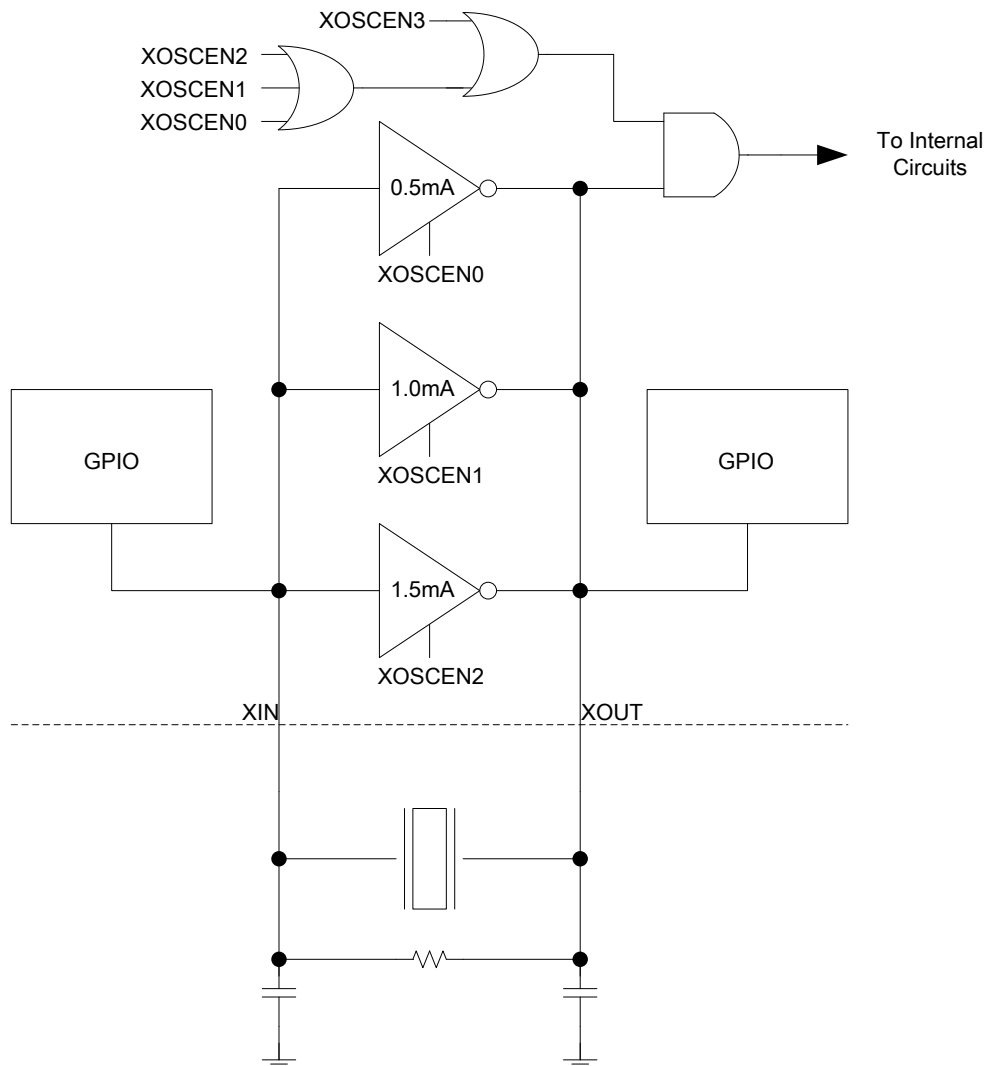 XOSCEN3
XOSCEN2
XOSCEN1
XOSCEN0
To Internal
Circuits
0.5mA
XOSCEN0
1.0mA
GPIO
GPIO
XOSCEN1
1.5mA
XOSCEN2
XIN
XOUT